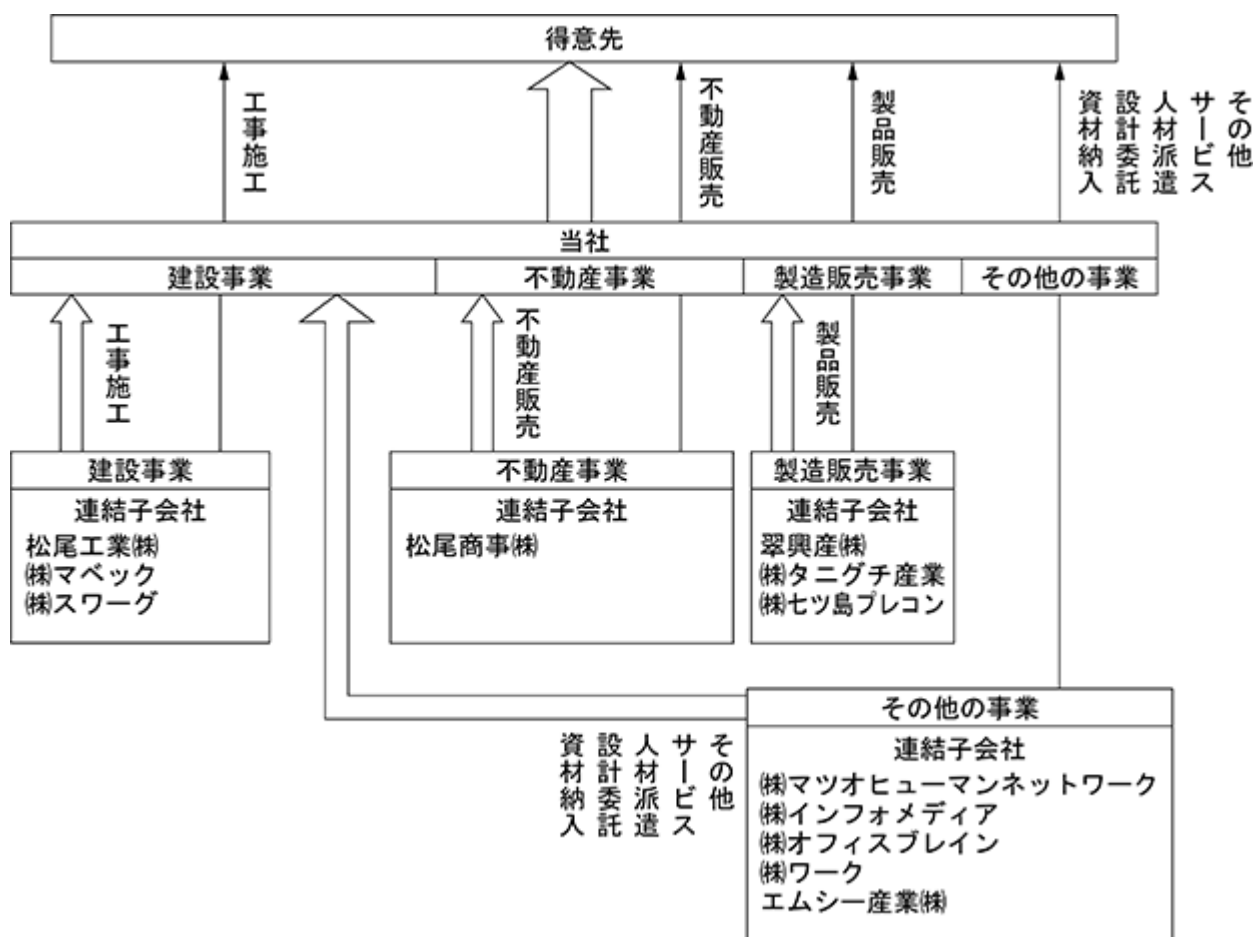 得意先
工事施工
不動産販売
製品販売
その他
サービス
人材派遣
設計委託
資材納入
当社
建設事業
不動産事業
製造販売事業
その他の事業
工事施工
不動産販売
製品販売
建設事業
連結子会社
松尾工業㈱
㈱マベック
㈱スワーグ
不動産事業
連結子会社
松尾商事㈱
製造販売事業
連結子会社
翠興産㈱
㈱タニグチ産業
㈱七ツ島プレコン
その他
サービス
人材派遣
設計委託
資材納入
その他の事業
連結子会社
㈱マツオヒューマンネットワーク
㈱インフォメディア
㈱オフィスブレイン
㈱ワーク
エムシー産業㈱